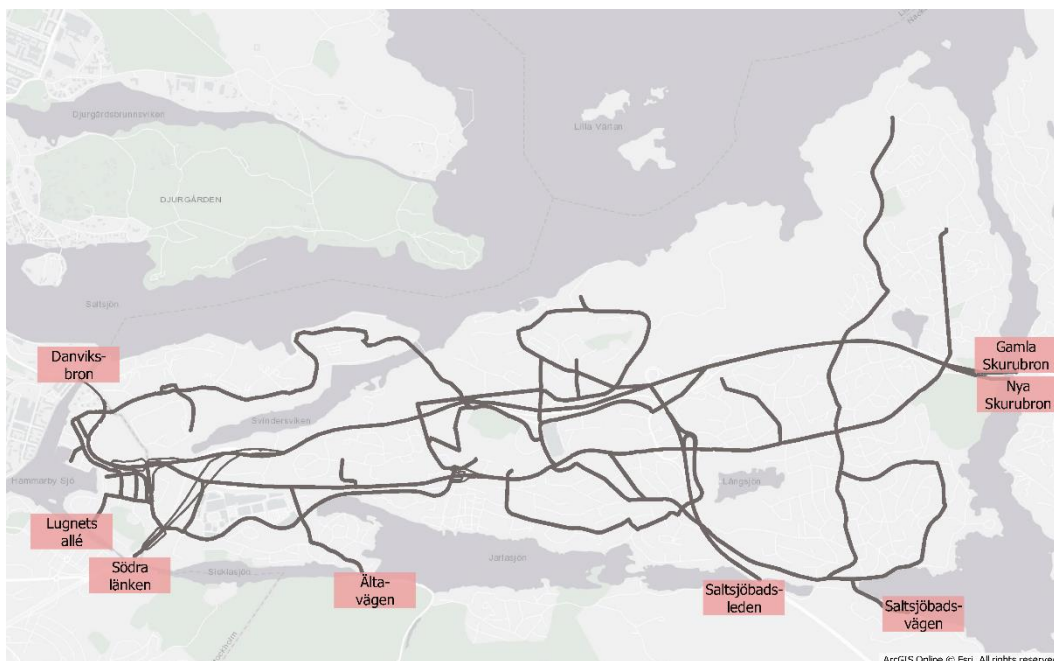 Djurgårdsbrunnsviken
Lilla Värtan
DJURGÅRDEN
Saltsjön
Danviks-
bron
Gamla
Skurubron
Nya
Skurubron
Svindersviken
Hammarby Sjö
Långsjön
Lugnets
allé
Södra
länken
Sicklasjön
Järlasjön
Älta-
vägen
Saltsjöbads-
leden
Saltsjöbads-
vägen
ArcGIS Online © Esri. All rights reserved